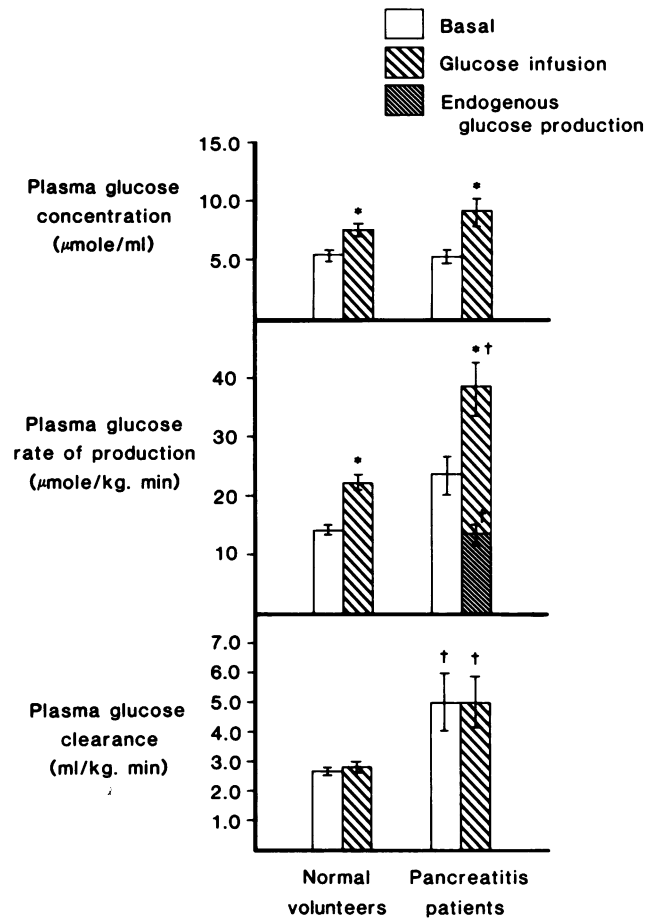 Basal
Glucose infusion
Endogenous
glucose production
15.0
10.0
5.0
Plasma glucose
concentration
(μmole/ml)
*
*
40
30
20
10
Plasma glucose
rate of production
(μmole/kg. min)
*
* †
†
7.0
6.0
5.0
4.0
3.0
2.0
1.0
Plasma glucose
clearance
(ml/kg. min)
† †
Normal
volunteers
Pancreatitis
patients